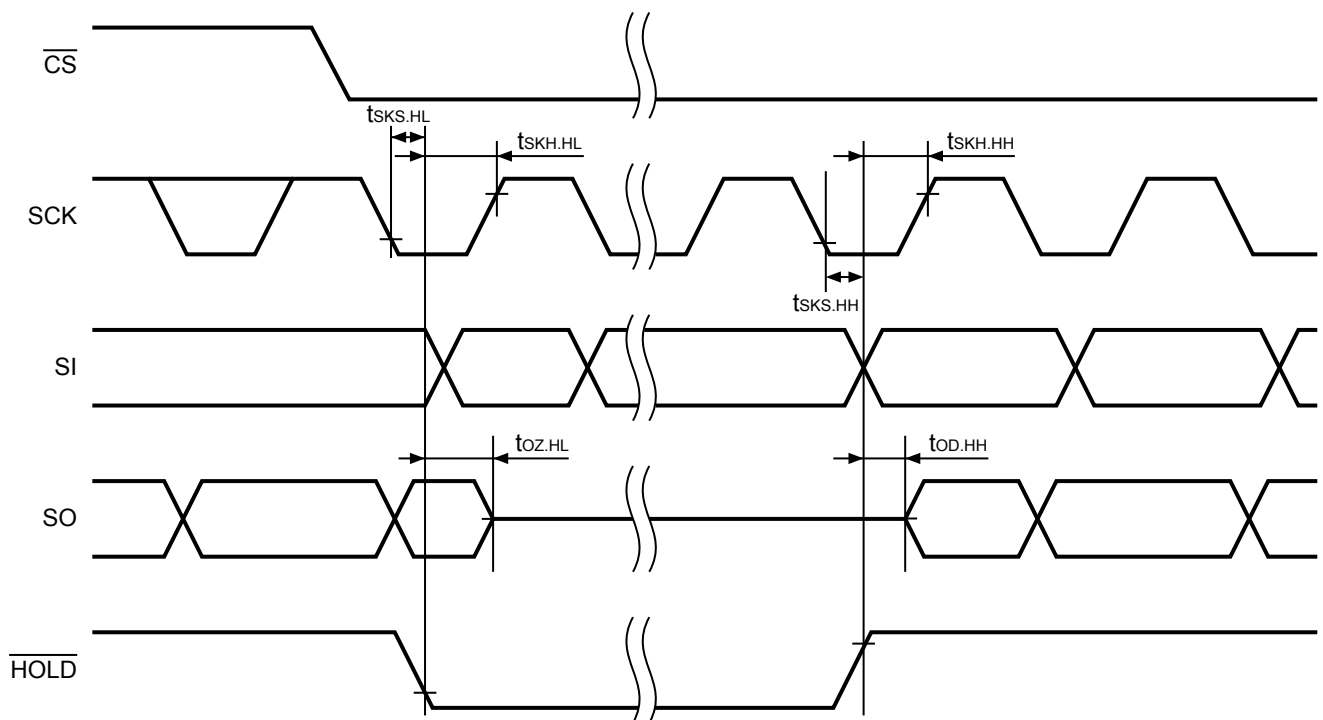 CS
tSKS.HL
tSKH.HL
tSKH.HH
SCK
tSKS.HH
SI
tOZ.HL
tOD.HH
SO
HOLD